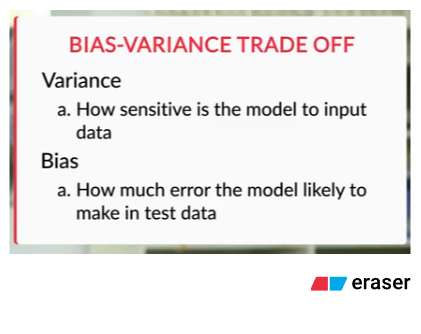 BIAS-VARIANCE TRADE OFF
Variance
a. How sensitive is the model to input
data
Bias
a. How much error the model likely to
make in test data
eraser